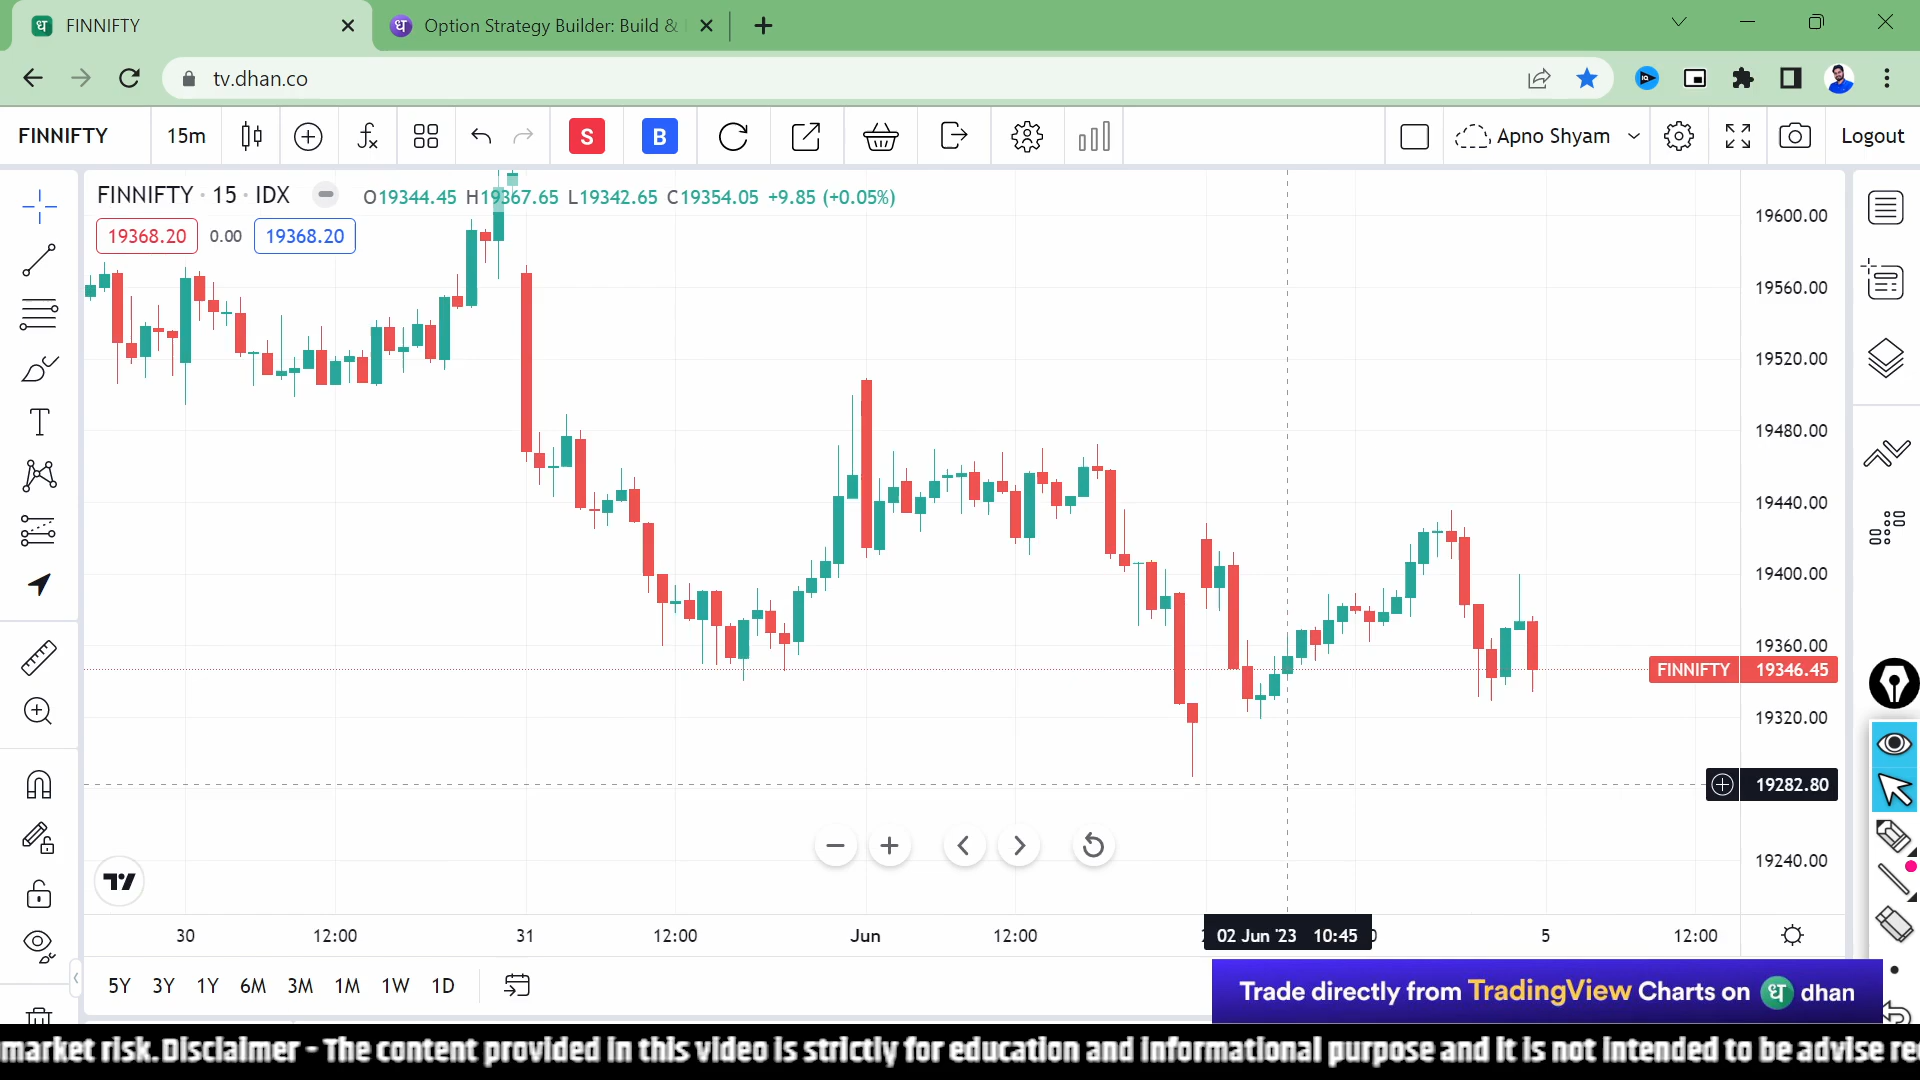 धFINNIFTY
ध Option Strategy Builder: Build &
tv.dhan.co
FINNIFTY 15m S B Apno Shyam Logout
FINNIFTY · 15 · IDX O19344.45 H19367.65 L19342.65 C19354.05 +9.85 (+0.05%)
19368.20 0.00 19368.20
19600.00
19560.00
19520.00
19480.00
19440.00
19400.00
19360.00
FINNIFTY 19346.45
19320.00
19282.80
19240.00
30 12:00 31 12:00 Jun 12:00 02 Jun '23 10:45 5 12:00
5Y 3Y 1Y 6M 3M 1M 1W 1D
Trade directly from TradingView Charts on ध dhan
market risk. Disclaimer - The content provided in this video is strictly for education and informational purpose and it is not intended to be advise